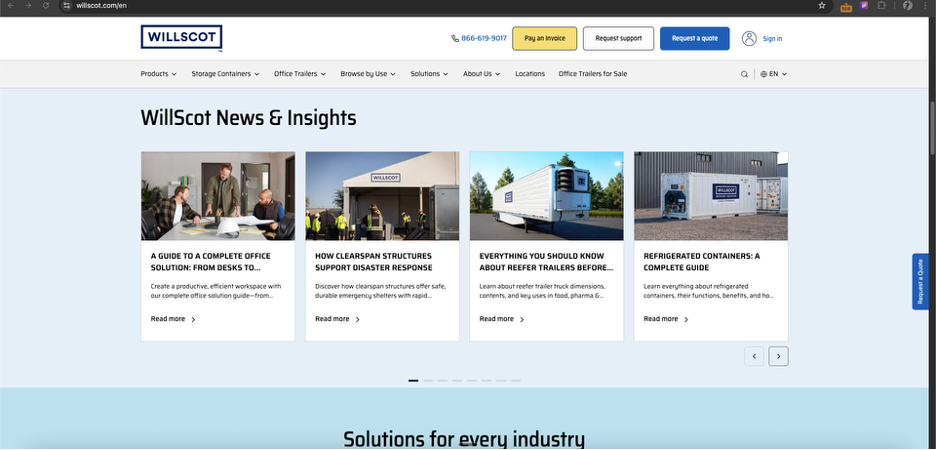 willscot.com/en
WILLSCOT
866-619-9017
Pay an Invoice
Request support
Request a quote
Sign in
Products
Storage Containers
Office Trailers
Browse by Use
Solutions
About Us
Locations
Office Trailers for Sale
EN
WillScot News & Insights
WILLSCOT
WILLSCOT
A GUIDE TO A COMPLETE OFFICE
SOLUTION: FROM DESKS TO...
Create a productive, efficient workspace with
our complete office solution guide—from...
Read more
HOW CLEARSPAN STRUCTURES
SUPPORT DISASTER RESPONSE
Discover how clearspan structures offer safe,
durable emergency shelters with rapid...
Read more
EVERYTHING YOU SHOULD KNOW
ABOUT REEFER TRAILERS BEFORE...
Learn about reefer trailer truck dimensions,
contents, and key uses in food, pharma &...
Read more
REFRIGERATED CONTAINERS: A
COMPLETE GUIDE
Learn everything about refrigerated
containers, their functions, benefits, and ho...
Read more
Request a Quote
Solutions for every industry